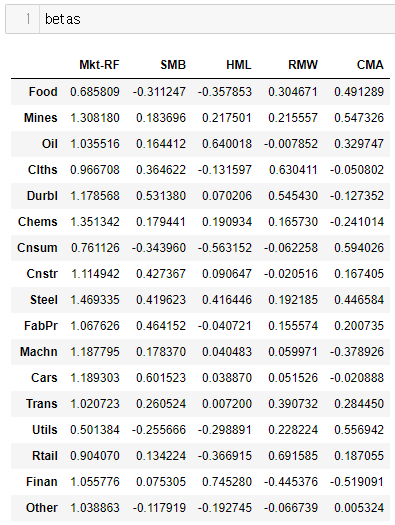 1 betas
Mkt-RF SMB HML RMW CMA
Food 0.685809 -0.311247 -0.357853 0.304671 0.491289
Mines 1.308180 0.183696 0.217501 0.215557 0.547326
Oil 1.035516 0.164412 0.640018 -0.007852 0.329747
Clths 0.966708 0.364622 -0.131597 0.630411 -0.050802
Durbl 1.178568 0.531380 0.070206 0.545430 -0.127352
Chems 1.351342 0.179441 0.190934 0.165730 -0.241014
Cnsum 0.761126 -0.343960 -0.563152 -0.062258 0.594026
Cnstr 1.114942 0.427367 0.090647 -0.020516 0.167405
Steel 1.469335 0.419623 0.416446 0.192185 0.446584
FabPr 1.067626 0.464152 -0.040721 0.155574 0.200735
Machn 1.187795 0.178370 0.040483 0.059971 -0.378926
Cars 1.189303 0.601523 0.038870 0.051526 -0.020888
Trans 1.020723 0.260524 0.007200 0.390732 0.284450
Utils 0.501384 -0.255666 -0.298891 0.228224 0.556942
Rtail 0.904070 0.134224 -0.366915 0.691585 0.187055
Finan 1.055776 0.075305 0.745280 -0.445376 -0.519091
Other 1.038863 -0.117919 -0.192745 -0.066739 0.005324